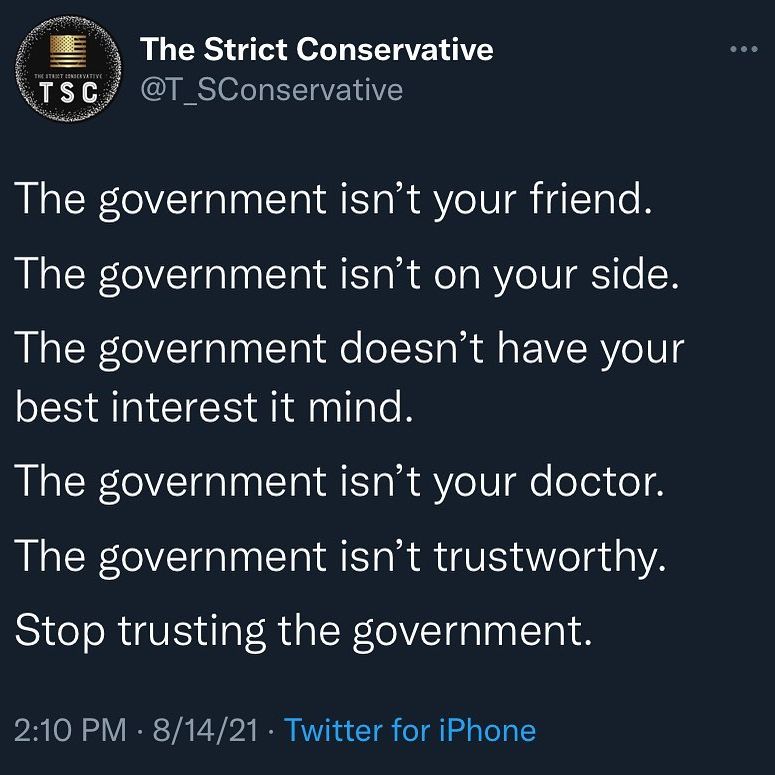 The Strict Conservative
@T_SConservative
THE STRICT CONSERVATIVE
TSC
The government isn’t your friend.
The government isn’t on your side.
The government doesn’t have your
best interest it mind.
The government isn’t your doctor.
The government isn’t trustworthy.
Stop trusting the government.
2:10 PM · 8/14/21 · Twitter for iPhone